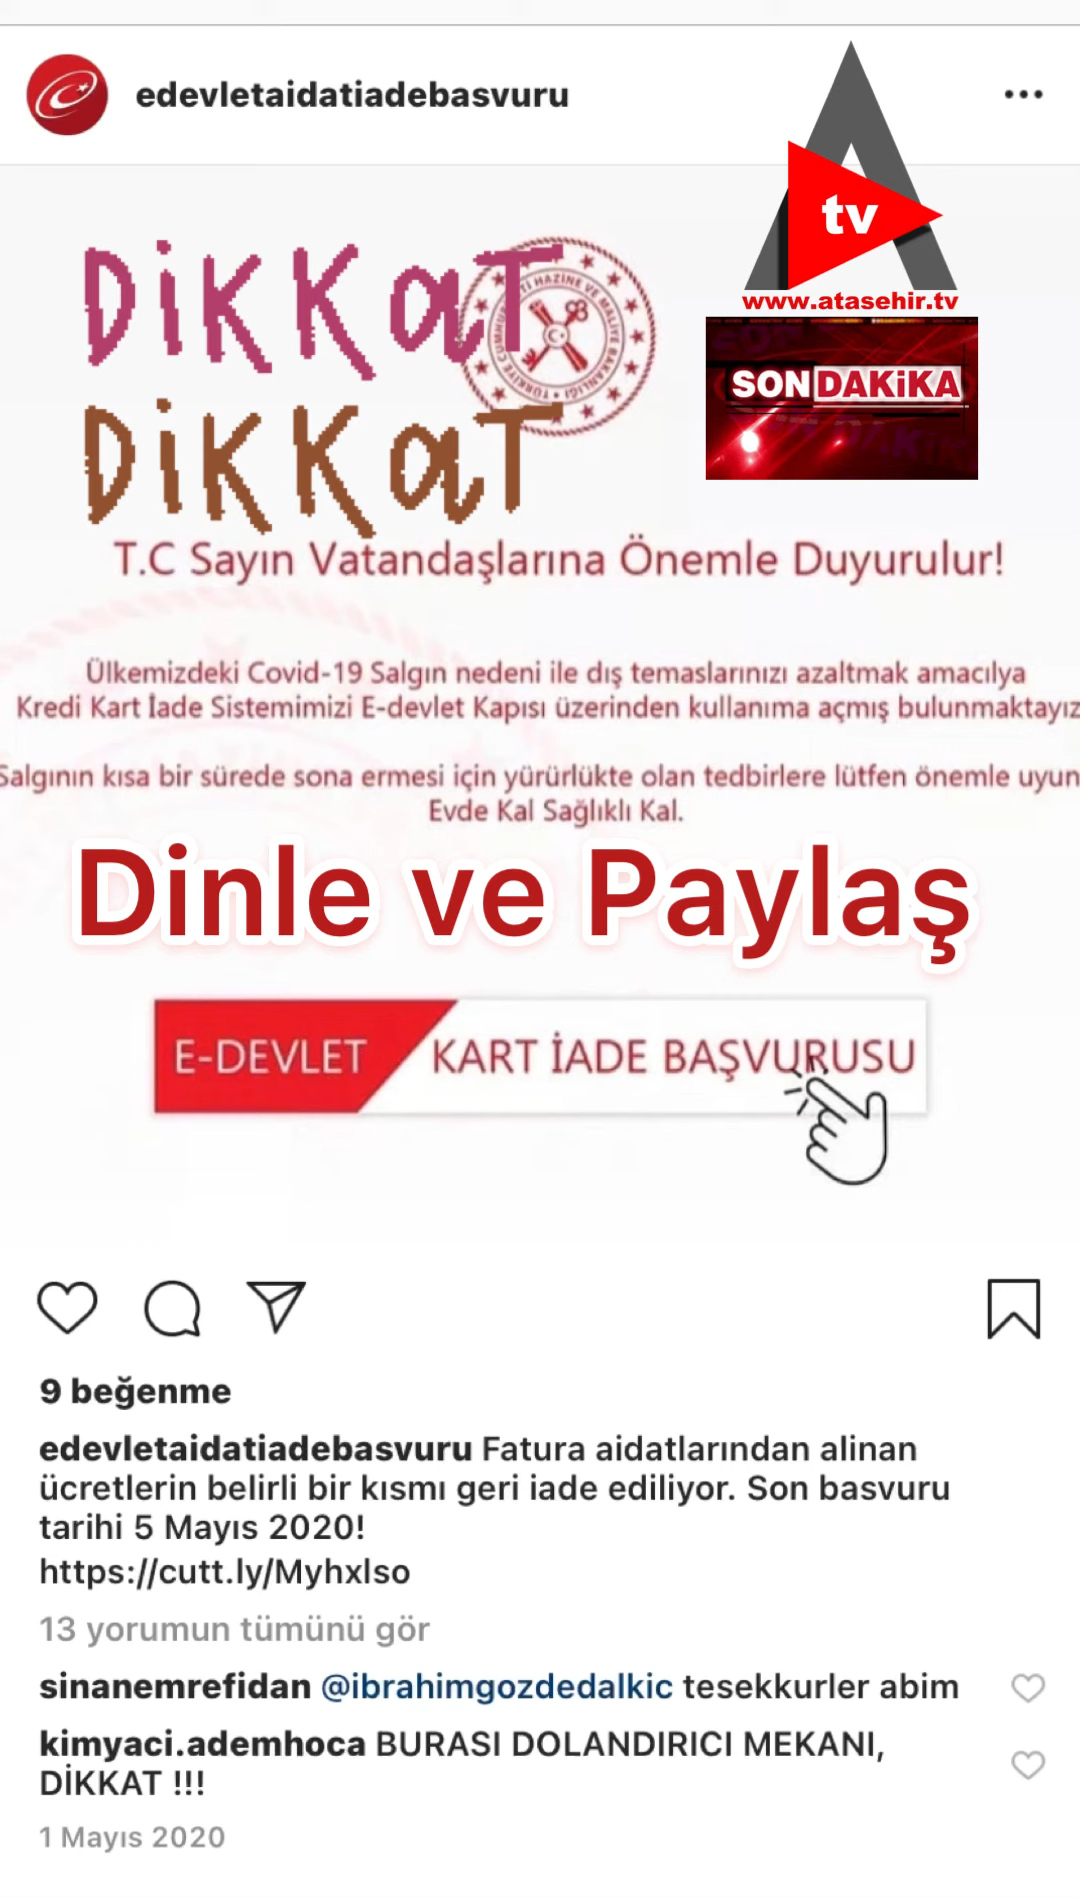 edevletaidatiadebasvuru
tv
www.atasehir.tv
SON DAKİKA
DİKKaT
DİKKaT
T.C Sayın Vatandaşlarına Önemle Duyurulur!
Ülkemizdeki Covid-19 Salgın nedeni ile dış temaslarınızı azaltmak amacılya
Kredi Kart İade Sistemimizi E-devlet Kapısı üzerinden kullanıma açmış bulunmaktayız
Salgının kısa bir sürede sona ermesi için yürürlükte olan tedbirlere lütfen önemle uyun
Evde Kal Sağlıklı Kal.
Dinle ve Paylaş
E-DEVLET KART İADE BAŞVURUSU
9 beğenme
edevletaidatiadebasvuru Fatura aidatlarından alinan
ücretlerin belirli bir kısmı geri iade ediliyor. Son basvuru
tarihi 5 Mayıs 2020!
https://cutt.ly/Myhxlso
13 yorumun tümünü gör
sinanemrefidan @ibrahimgozdedalkic tesekkurler abim
kimyaci.ademhoca BURASI DOLANDIRICI MEKANI,
DİKKAT !!!
1 Mayıs 2020